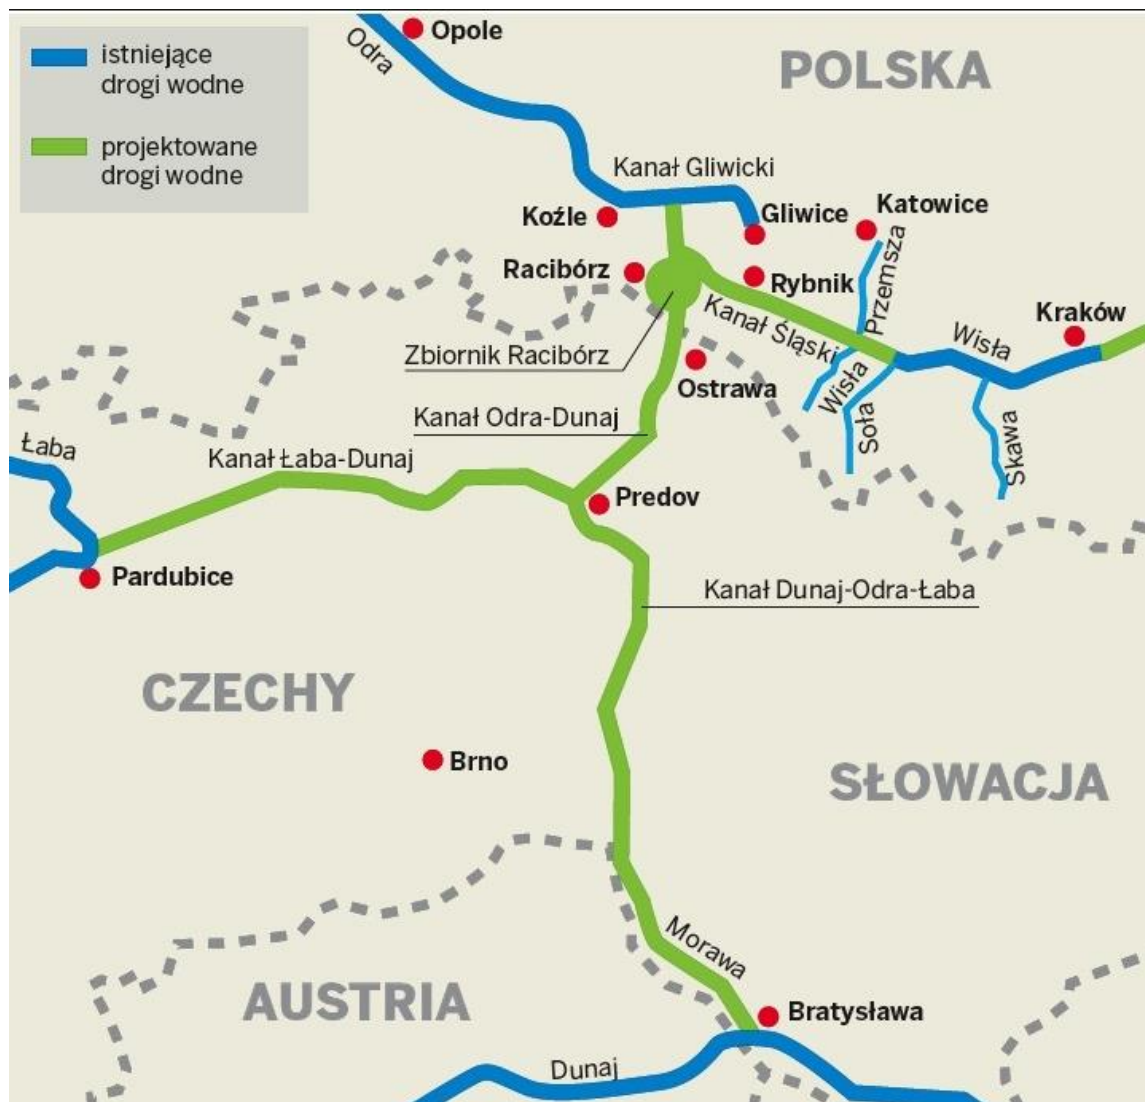 istniejące
drogi wodne
projektowane
drogi wodne
Opole
Odra
POLSKA
Kanał Gliwicki
Koźle
Gliwice
Katowice
Racibórz
Rybnik
Przemsza
Kanał Śląski
Kraków
Wisła
Zbiornik Racibórz
Ostrawa
Wisła
Soła
Skawa
Kanał Odra-Dunaj
Łaba
Kanał Łaba-Dunaj
Predov
Pardubice
Kanał Dunaj-Odra-Łaba
CZECHY
Brno
SŁOWACJA
Morawa
AUSTRIA
Bratysława
Dunaj